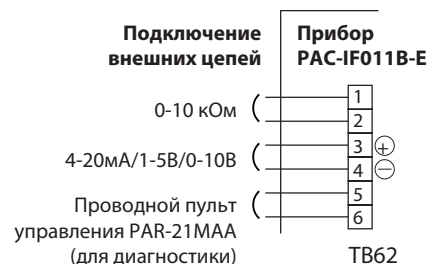 Подключение
внешних цепей
Прибор
PAC-IF011B-E
0-10 кОм
4-20мА/1-5В/0-10В
Проводной пульт
управления PAR-21MAA
(для диагностики)
1
2
3 +
4 −
5
6
TB62